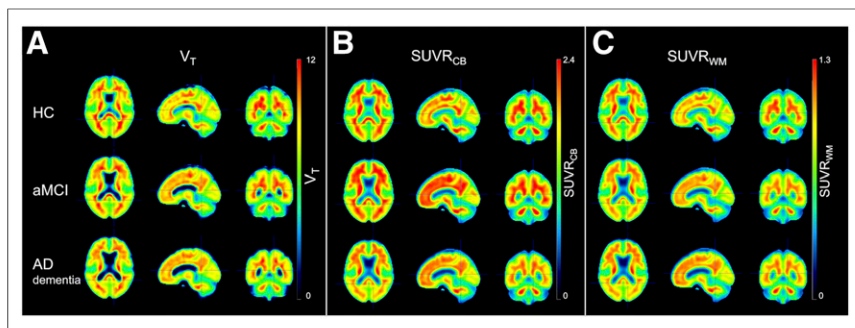 A
V_T
B
SUVR_CB
C
SUVR_WM
HC
aMCI
AD
dementia
12
V_T
0
2.4
SUVR_CB
0
1.3
SUVR_WM
0